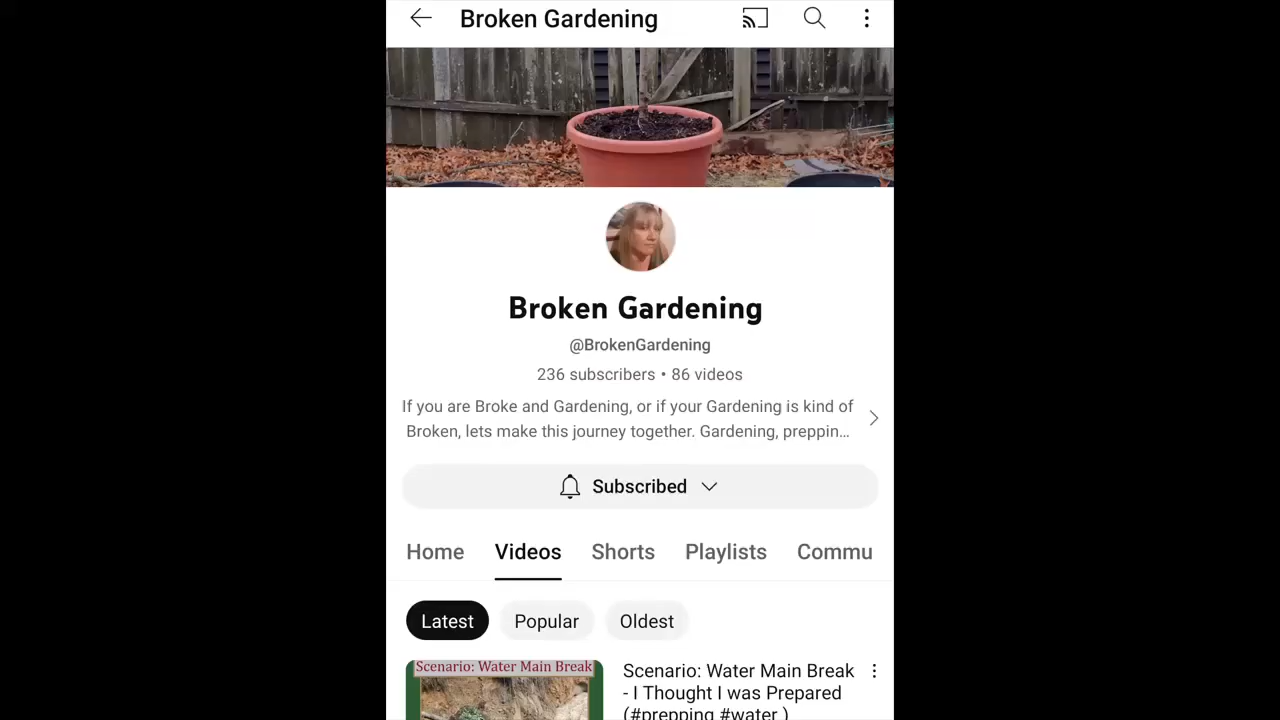 Broken Gardening
Broken Gardening
@BrokenGardening
236 subscribers • 86 videos
If you are Broke and Gardening, or if your Gardening is kind of
Broken, lets make this journey together. Gardening, preppin...
Subscribed
Home Videos Shorts Playlists Commu
Latest Popular Oldest
Scenario: Water Main Break
Scenario: Water Main Break
- I Thought I was Prepared
(#prepping #water )